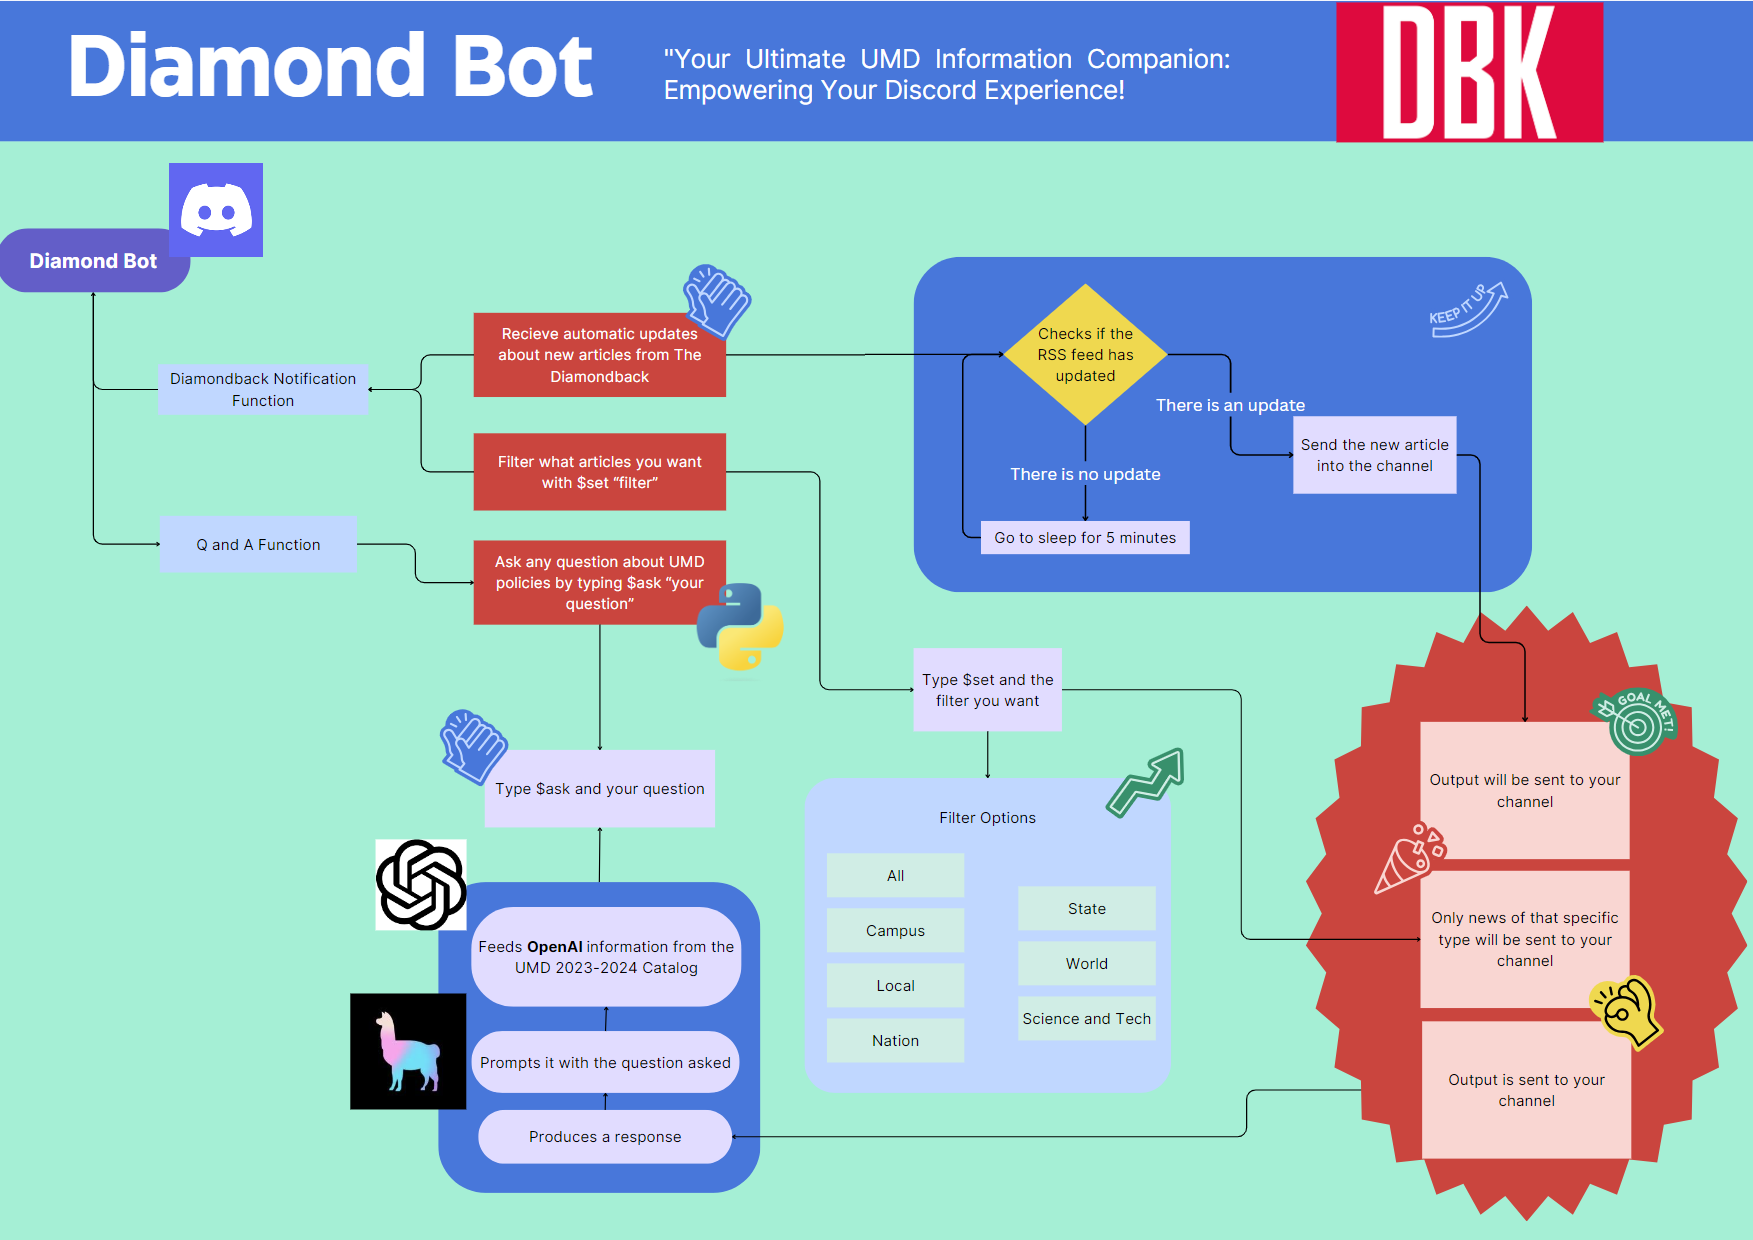 Diamond Bot
"Your Ultimate UMD Information Companion:
Empowering Your Discord Experience!
DBK
Diamond Bot
Diamondback Notification
Function
Q and A Function
Recieve automatic updates
about new articles from The
Diamondback
Filter what articles you want
with $set “filter”
Ask any question about UMD
policies by typing $ask “your
question”
Checks if the
RSS feed has
updated
KEEP IT UP
There is an update
There is no update
Send the new article
into the channel
Go to sleep for 5 minutes
Type $set and the
filter you want
Type $ask and your question
Filter Options
All
Campus
Local
Nation
State
World
Science and Tech
Feeds OpenAI information from the
UMD 2023-2024 Catalog
Prompts it with the question asked
Produces a response
GOAL MET!
Output will be sent to your
channel
Only news of that specific
type will be sent to your
channel
Output is sent to your
channel